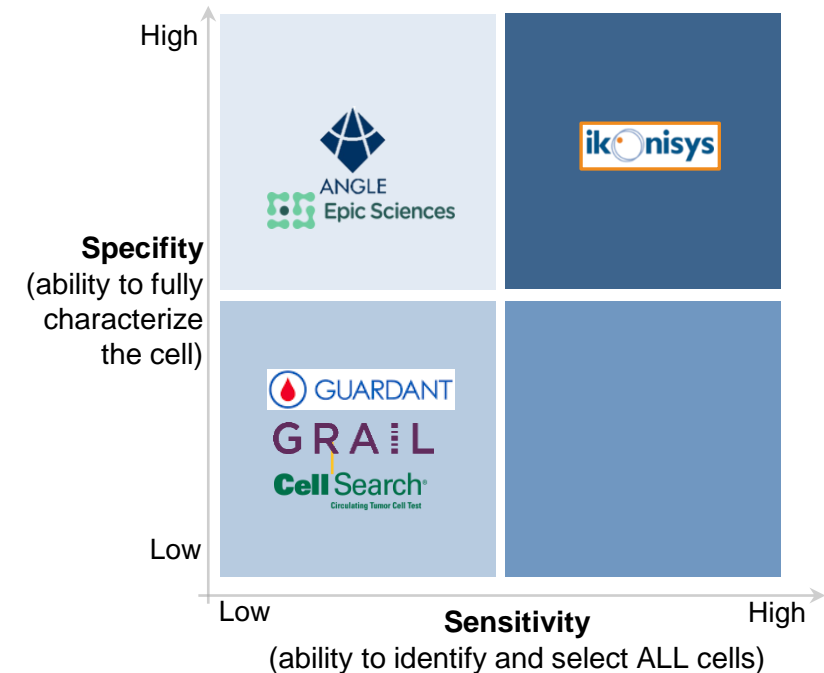 High
ikonisys
ANGLE
Epic Sciences
Specifity
(ability to fully
characterize
the cell)
GUARDANT
GRAIL
CellSearch®
Circulating Tumor Cell Test
Low
Low
Sensitivity
High
(ability to identify and select ALL cells)